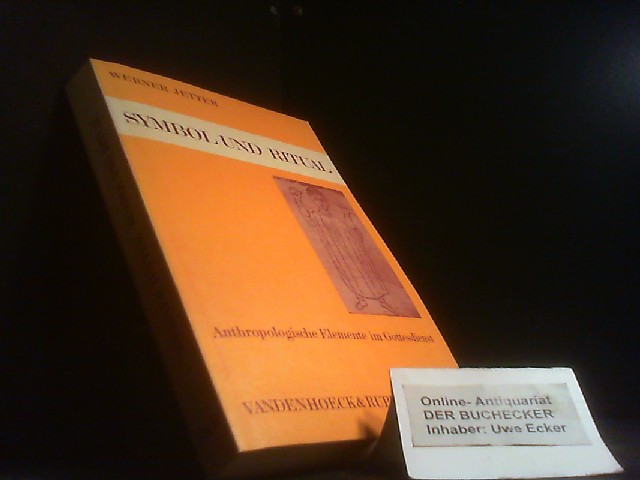 WERNER JETTER
SYMBOL UND RITUAL
Anthropologische Elemente im Gottesdienst
VANDENHOECK & RUP
Online- Antiquariat
DER BUCHECKER
Inhaber: Uwe Ecker